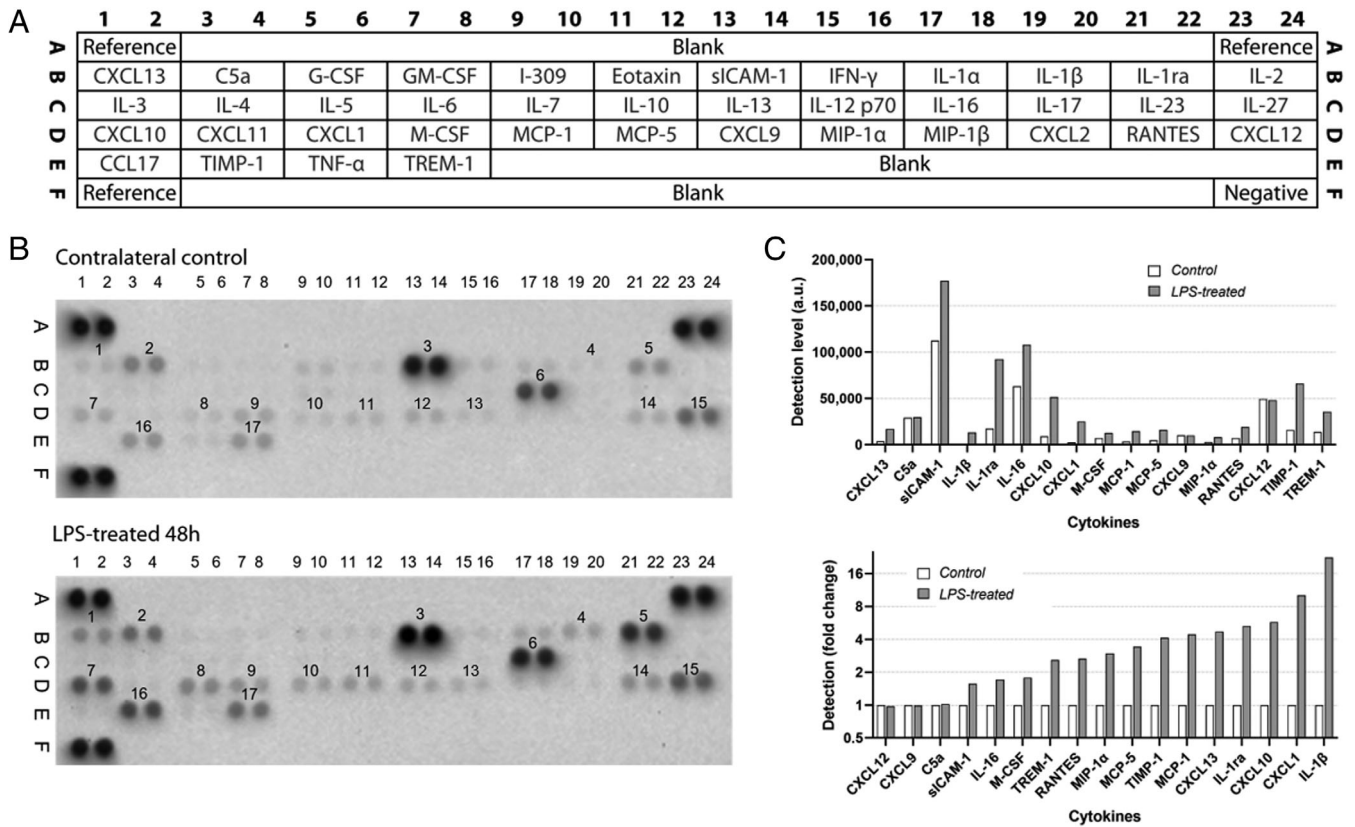 A
1 2 3 4 5 6 7 8 9 10 11 12 13 14 15 16 17 18 19 20 21 22 23 24
A Reference Blank Reference A
B CXCL13 C5a G-CSF GM-CSF I-309 Eotaxin sICAM-1 IFN-γ IL-1α IL-1β IL-1ra IL-2 B
C IL-3 IL-4 IL-5 IL-6 IL-7 IL-10 IL-13 IL-12 p70 IL-16 IL-17 IL-23 IL-27 C
D CXCL10 CXCL11 CXCL1 M-CSF MCP-1 MCP-5 CXCL9 MIP-1α MIP-1β CXCL2 RANTES CXCL12 D
E CCL17 TIMP-1 TNF-α TREM-1 Blank E
F Reference Blank Negative F
B
Contralateral control
1 2 3 4 5 6 7 8 9 10 11 12 13 14 15 16 17 18 19 20 21 22 23 24
A
1 2 3 4 5
B
6
C
7 8 9 10 11 12 13 14 15
D
16 17
E
F
LPS-treated 48h
1 2 3 4 5 6 7 8 9 10 11 12 13 14 15 16 17 18 19 20 21 22 23 24
A
1 2 3 4 5
B
6
C
7 8 9 10 11 12 13 14 15
D
16 17
E
F
C
Detection level (a.u.)
200,000
150,000
100,000
50,000
0
Control
LPS-treated
CXCL13 C5a sICAM-1 IL-1β IL-1ra IL-16 CXCL10 CXCL1 M-CSF MCP-1 MCP-5 CXCL9 MIP-1α RANTES CXCL12 TIMP-1 TREM-1
Cytokines
Detection (fold change)
16
8
4
2
1
0.5
Control
LPS-treated
CXCL12 CXCL9 C5a sICAM-1 IL-16 M-CSF TREM-1 RANTES MIP-1α MCP-5 TIMP-1 MCP-1 CXCL13 IL-1ra CXCL10 CXCL1 IL-1β
Cytokines